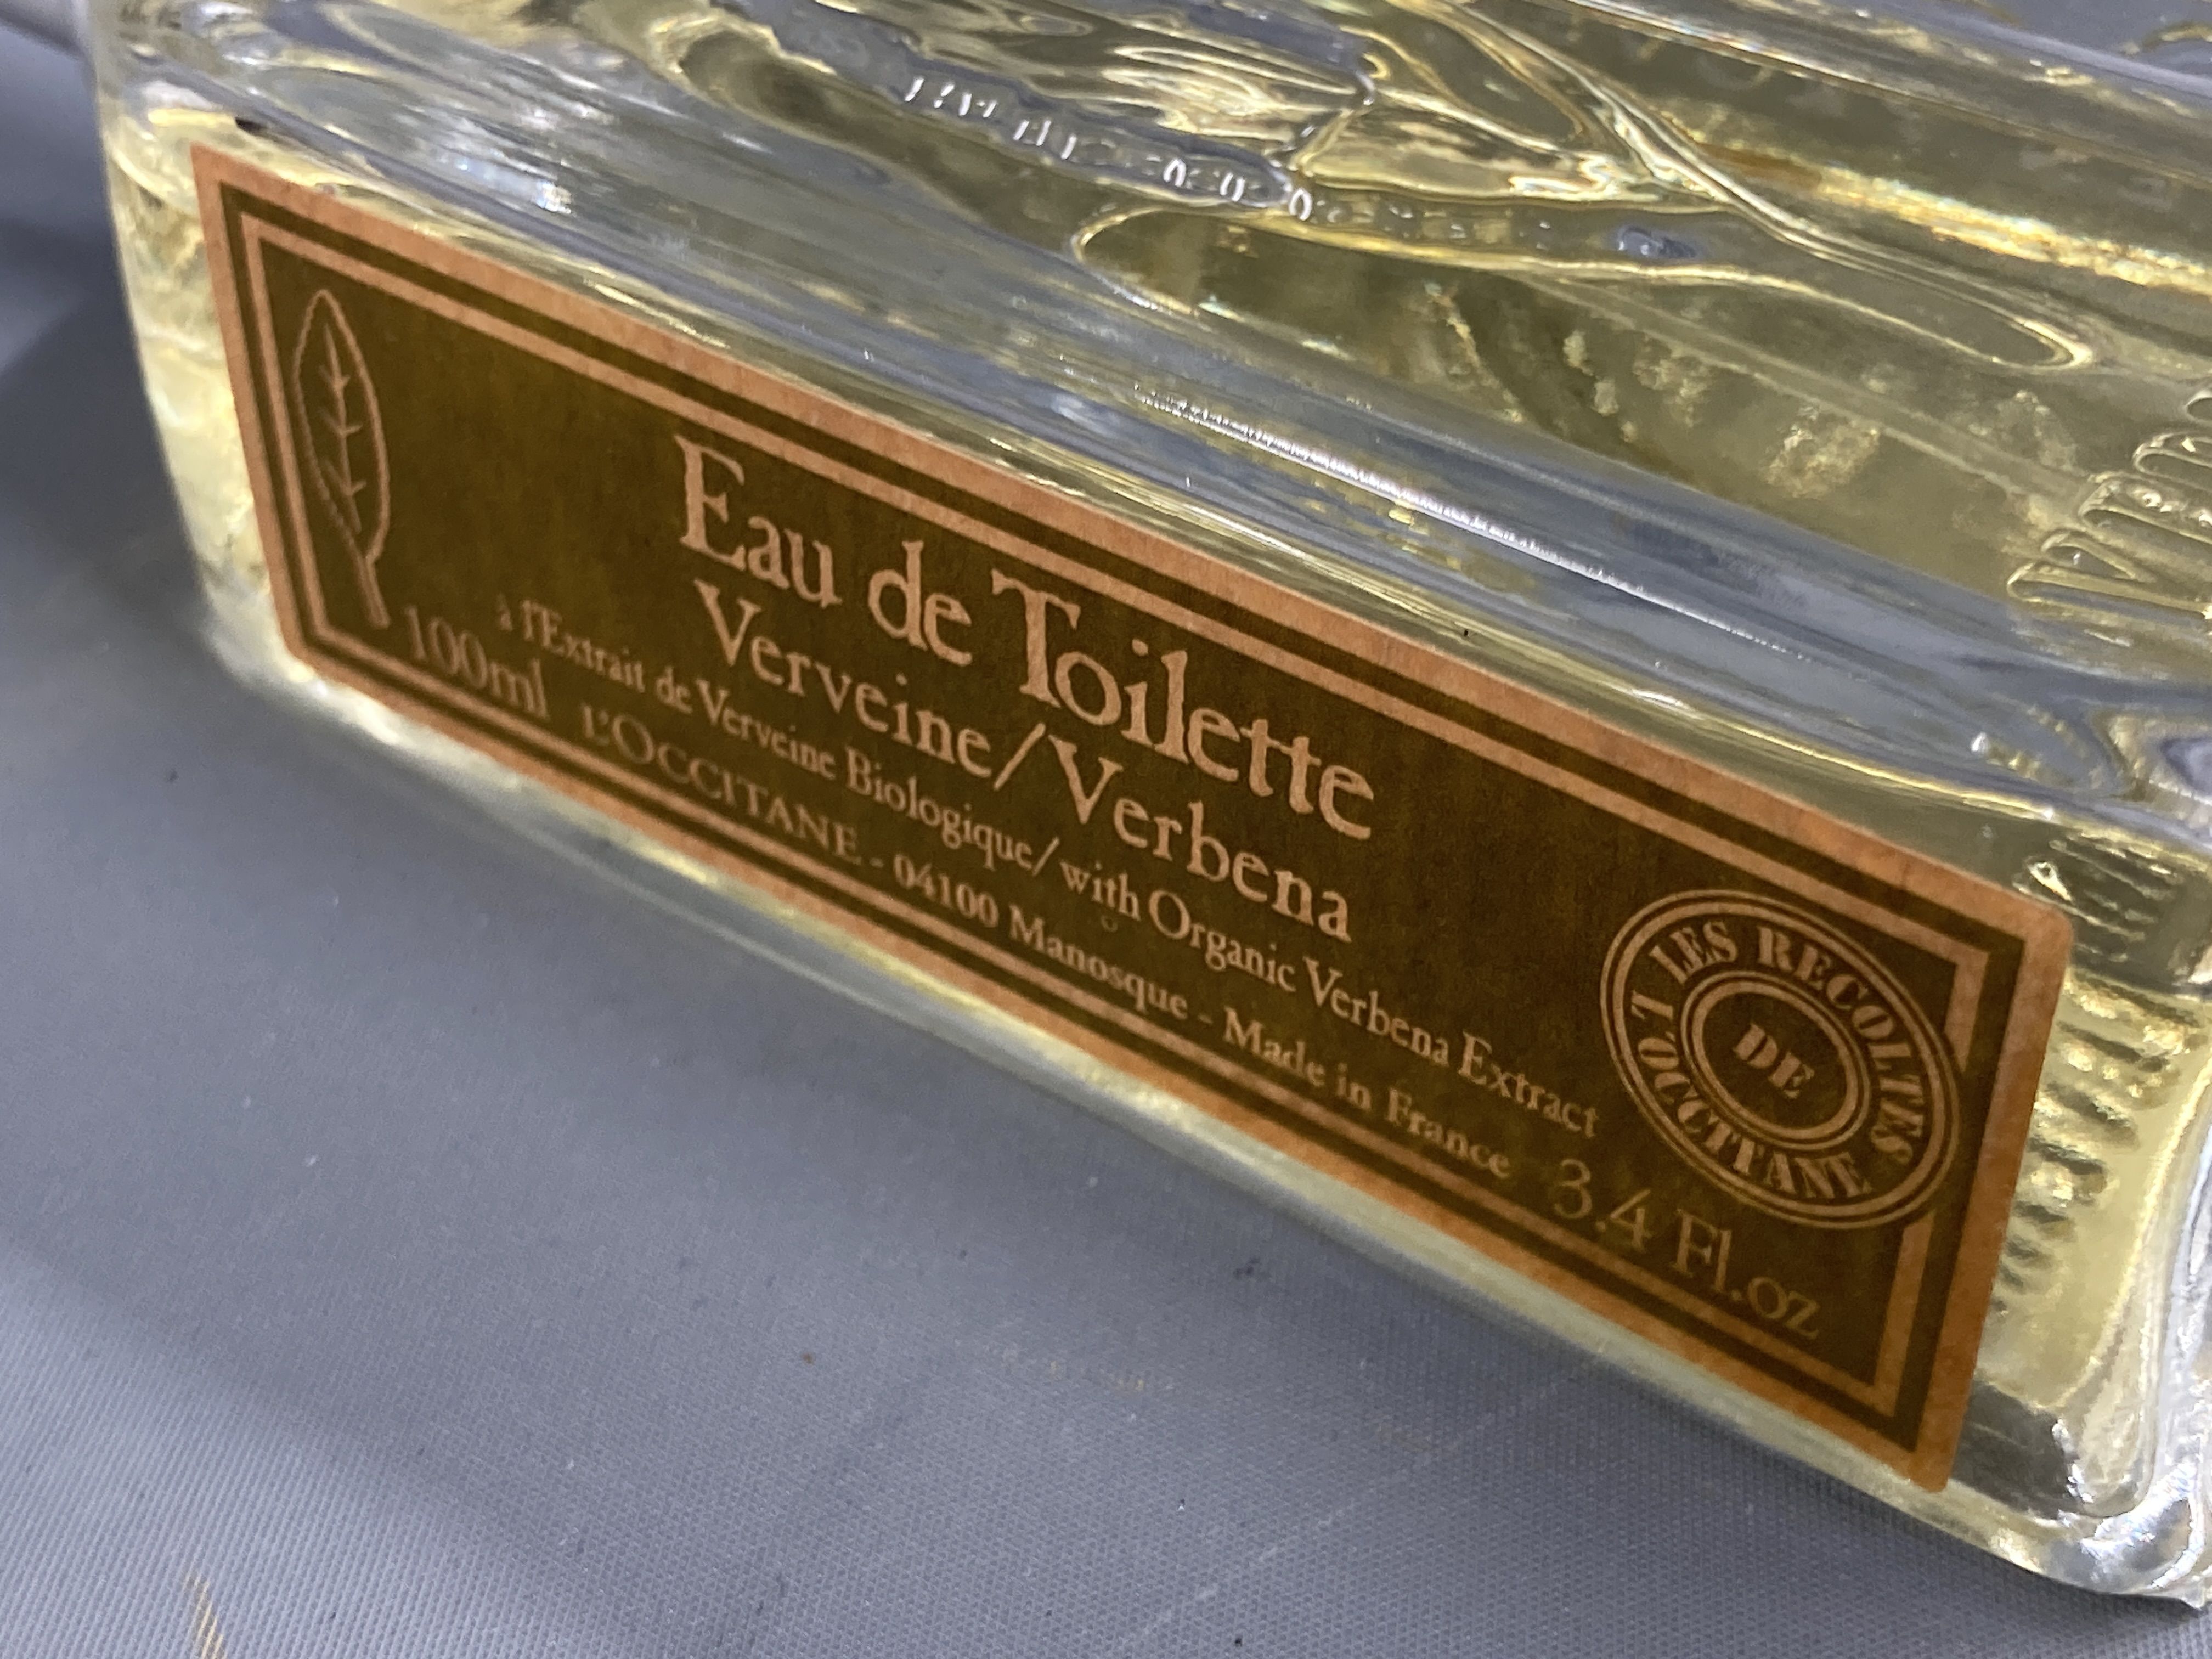 Eau de Toilette
Verveine/Verbena
à l'Extrait de Verveine Biologique/with Organic Verbena Extract
100ml L'OCCITANE - 04100 Manosque - Made in France 3.4 Fl.oz
LES RECOLTES
DE
L'OCCITANE